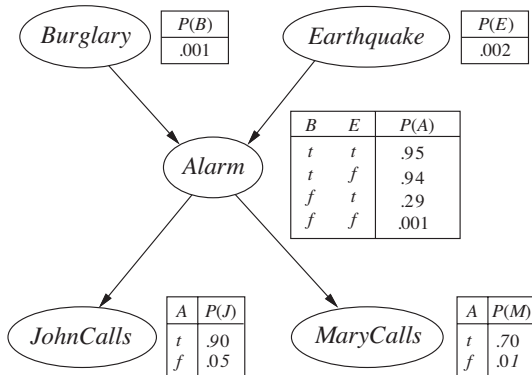 Burglary
P(B)
.001
Earthquake
P(E)
.002
Alarm
B E P(A)
t t .95
t f .94
f t .29
f f .001
JohnCalls
A P(J)
t .90
f .05
MaryCalls
A P(M)
t .70
f .01